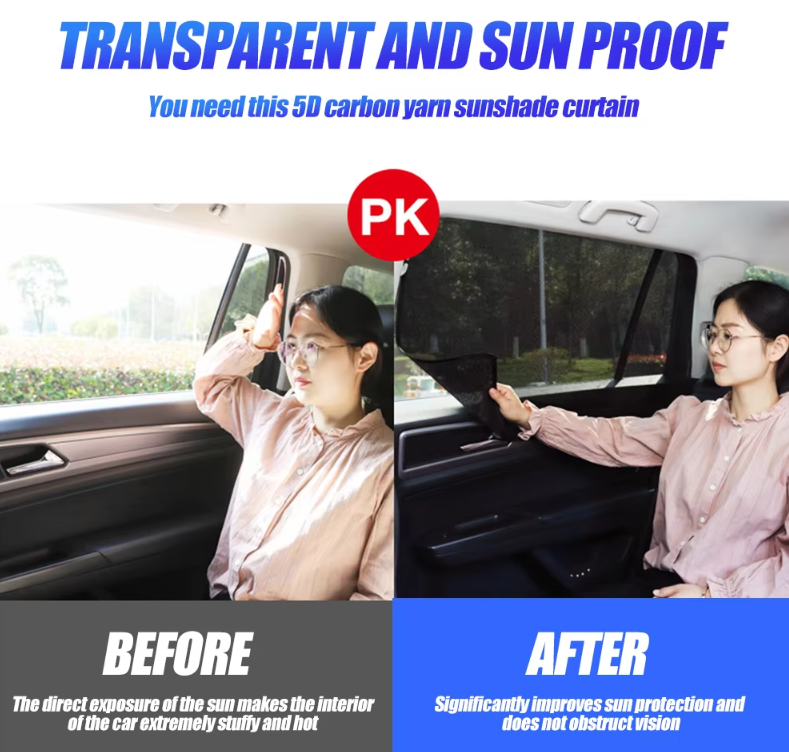 TRANSPARENT AND SUN PROOF
You need this 5D carbon yarn sunshade curtain
PK
BEFORE
The direct exposure of the sun makes the interior
of the car extremely stuffy and hot
AFTER
Significantly improves sun protection and
does not obstruct vision